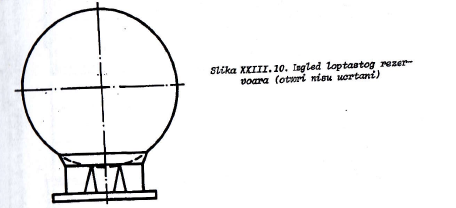 Slika XXIII.10. Izgled loptastog rezer-
voara (otvori nisu ucrtani)